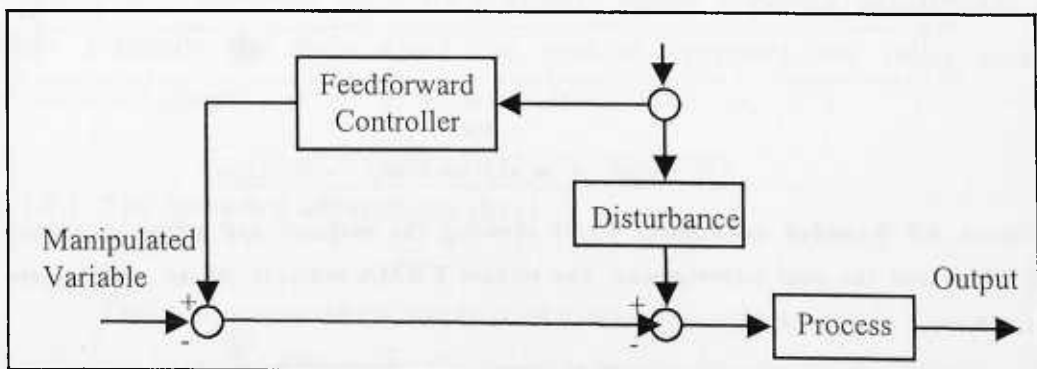 Feedforward
Controller
Disturbance
Manipulated
Variable
+
-
+
-
Process
Output